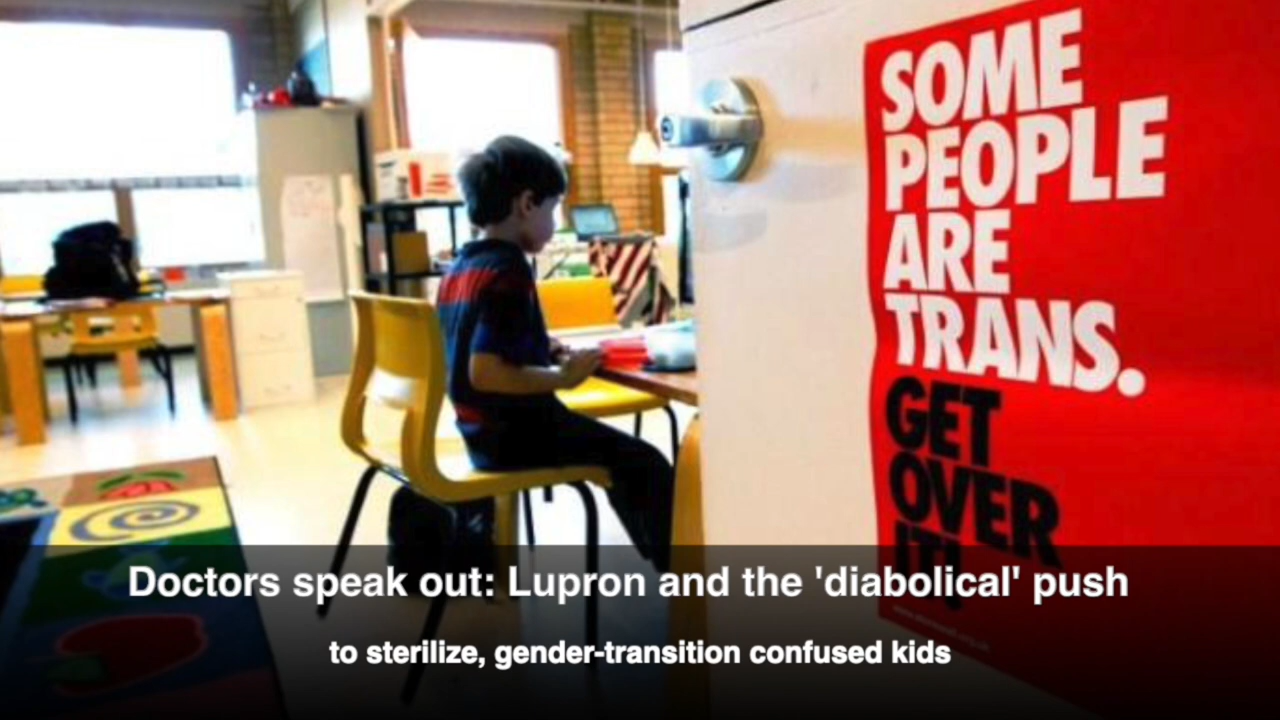 SOME
PEOPLE
ARE
TRANS.
GET
OVER
IT!
Doctors speak out: Lupron and the 'diabolical' push
to sterilize, gender-transition confused kids